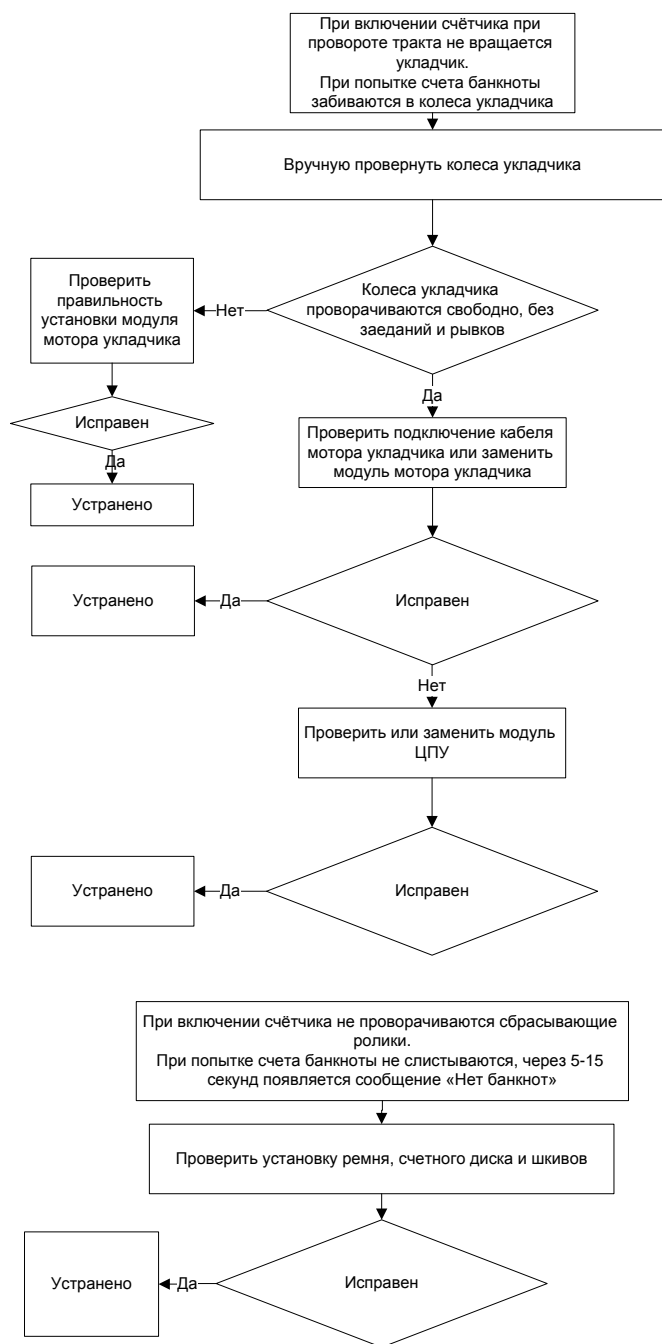 При включении счётчика при
провороте тракта не вращается
укладчик.
При попытке счета банкноты
забиваются в колеса укладчика
Вручную провернуть колеса укладчика
Колеса укладчика
проворачиваются свободно, без
заеданий и рывков
Нет
Проверить
правильность
установки модуля
мотора укладчика
Исправен
Да
Устранено
Да
Проверить подключение кабеля
мотора укладчика или заменить
модуль мотора укладчика
Исправен
Да
Устранено
Нет
Проверить или заменить модуль
ЦПУ
Исправен
Да
Устранено
При включении счётчика не проворачиваются сбрасывающие
ролики.
При попытке счета банкноты не слистываются, через 5-15
секунд появляется сообщение «Нет банкнот»
Проверить установку ремня, счетного диска и шкивов
Исправен
Да
Устранено